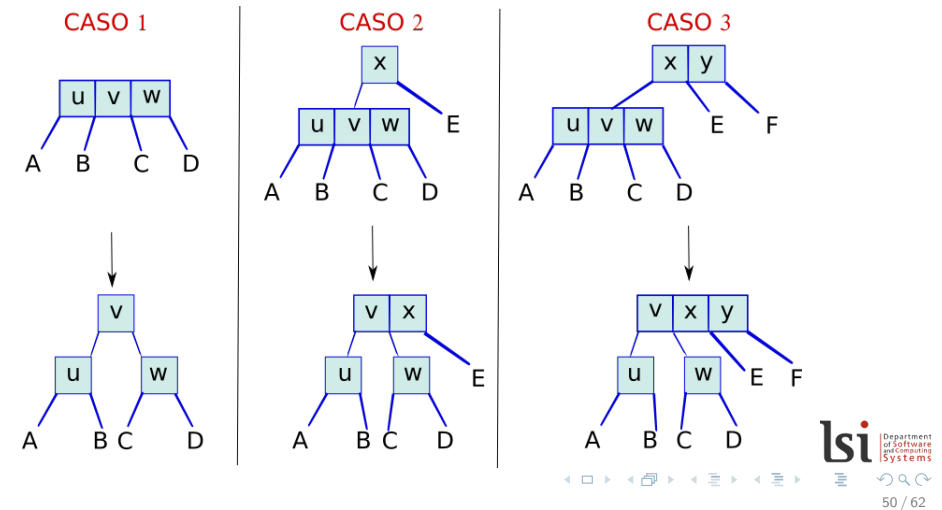 CASO 1
u v w
A B C D
v
u w
A B C D
CASO 2
x
u v w E
A B C D
v x
u w E
A B C D
CASO 3
x y
u v w E F
A B C D
v x y
u w E F
A B C D
lsi
Department
of Software
and Computing
Systems
50 / 62